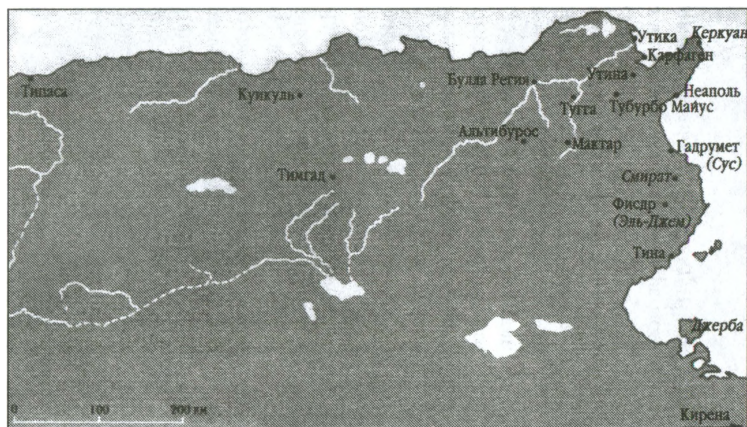 Утика
Керкуан
Карфаген
Типаса
Куикуль
Булла Регия
Утина
Неаполь
Тугга
Тубурбо Майус
Альтибурос
Мактар
Гадрумет
(Сус)
Тимгад
Смират
Фисдр
(Эль-Джем)
Тина
Джерба
0 100 200 км
Кирена